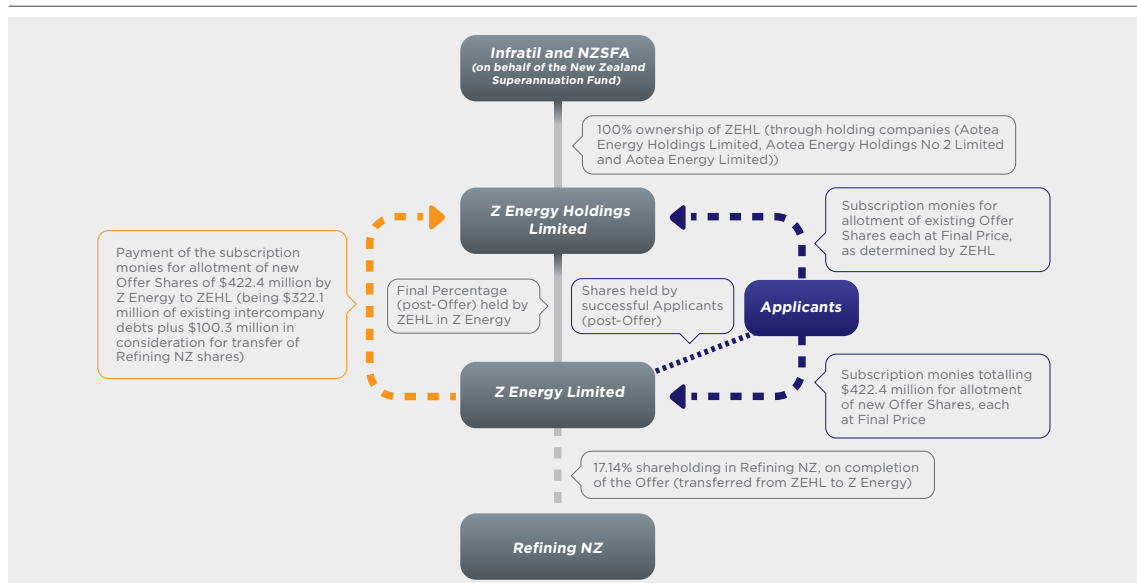 Infratil and NZSFA
(on behalf of the New Zealand
Superannuation Fund)
100% ownership of ZEHL (through holding companies (Aotea
Energy Holdings Limited, Aotea Energy Holdings No 2 Limited
and Aotea Energy Limited))
Z Energy Holdings
Limited
Subscription monies for
allotment of existing Offer
Shares each at Final Price,
as determined by ZEHL
Payment of the subscription
monies for allotment of new
Offer Shares of $422.4 million by
Z Energy to ZEHL (being $322.1
million of existing intercompany
debts plus $100.3 million in
consideration for transfer of
Refining NZ shares)
Final Percentage
(post-Offer) held by
ZEHL in Z Energy
Shares held by
successful Applicants
(post-Offer)
Applicants
Z Energy Limited
Subscription monies totalling
$422.4 million for allotment
of new Offer Shares, each
at Final Price
17.14% shareholding in Refining NZ, on completion
of the Offer (transferred from ZEHL to Z Energy)
Refining NZ